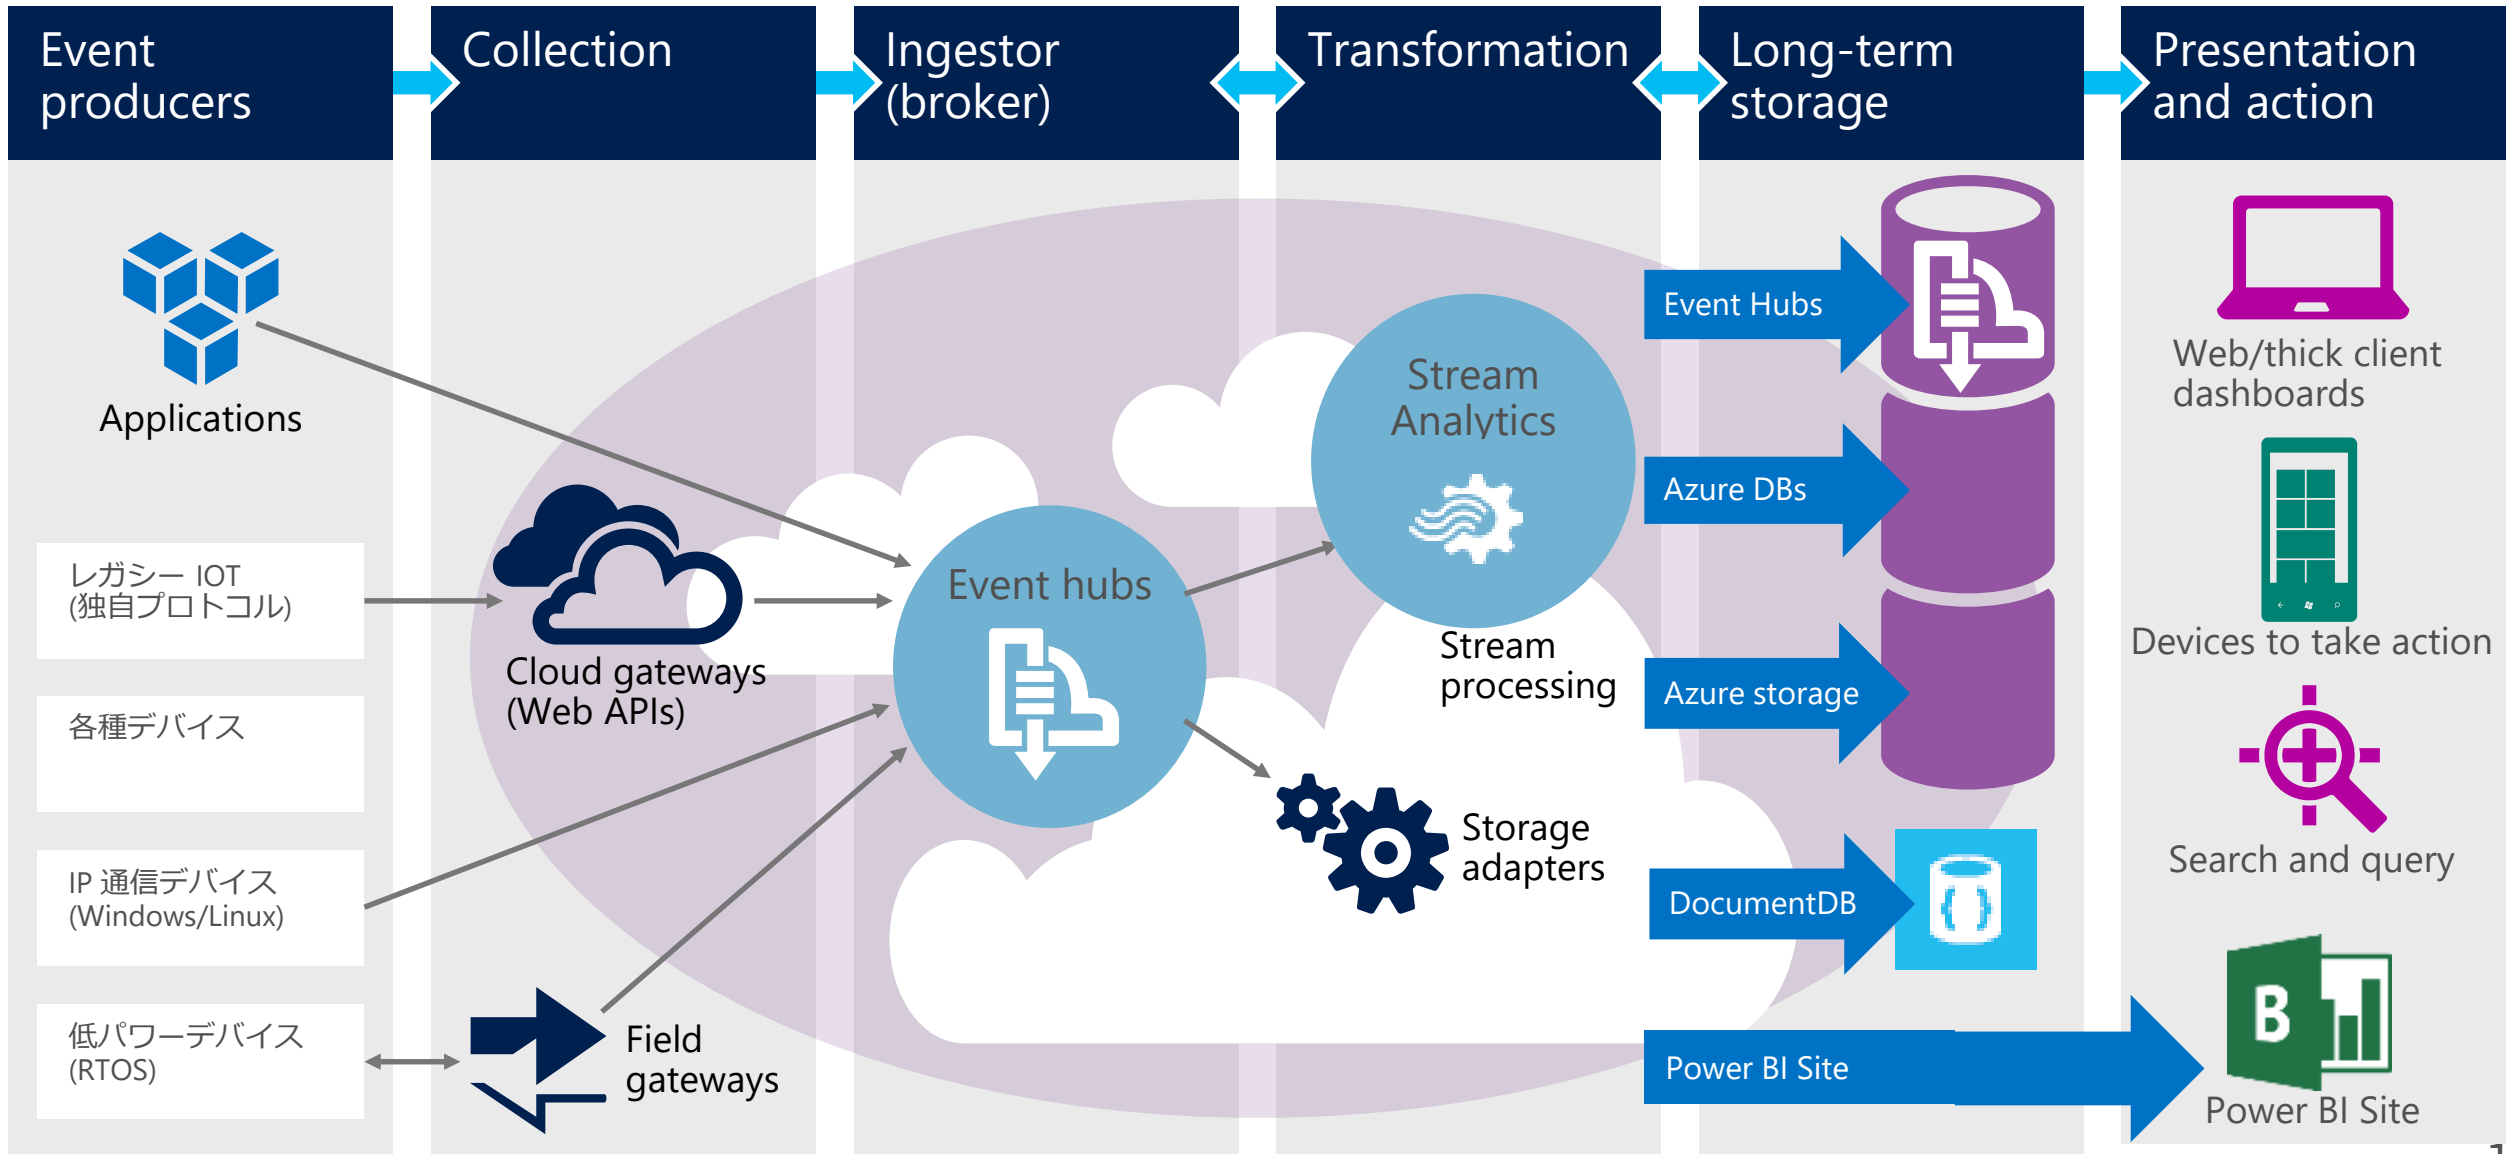 Event
producers
Collection
Ingestor
(broker)
Transformation
Long-term
storage
Presentation
and action
Applications
レガシー IOT
(独自プロトコル)
各種デバイス
IP 通信デバイス
(Windows/Linux)
低パワーデバイス
(RTOS)
Cloud gateways
(Web APIs)
Field
gateways
Event hubs
Stream
Analytics
Stream
processing
Storage
adapters
Event Hubs
Azure DBs
Azure storage
DocumentDB
Power BI Site
Web/thick client
dashboards
Devices to take action
Search and query
B
Power BI Site